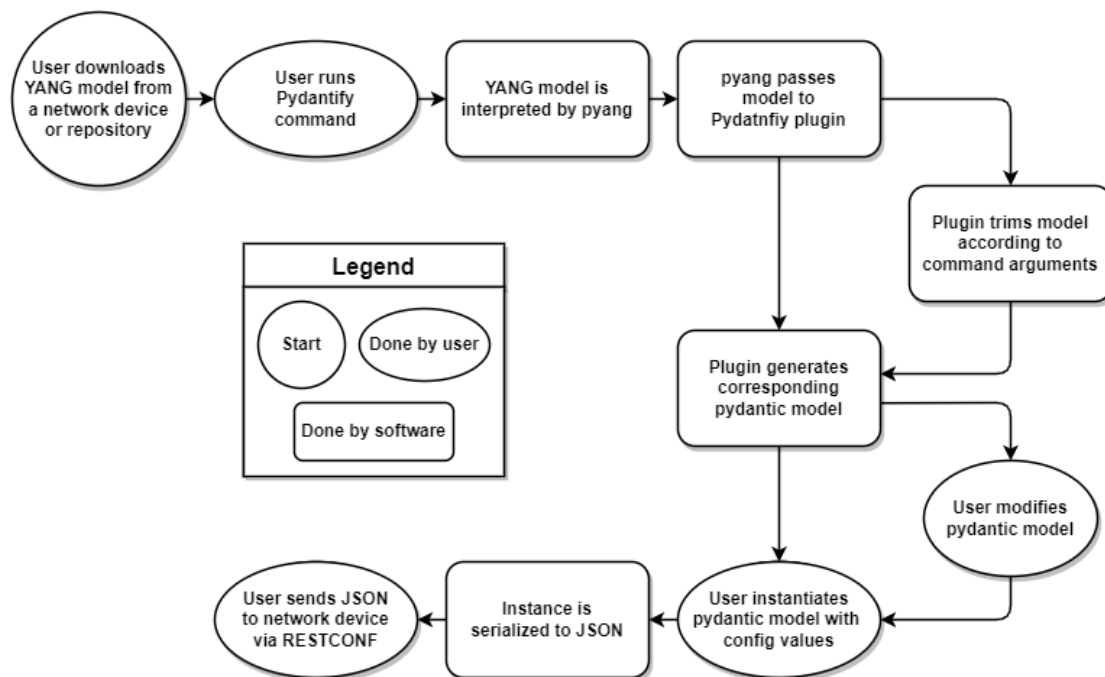 User downloads
YANG model from
a network device
or repository
User runs
Pydantify
command
YANG model is
interpreted by pyang
pyang passes
model to
Pydatnfiy plugin
Plugin trims model
according to
command arguments
Legend
Start
Done by user
Done by software
Plugin generates
corresponding
pydantic model
User modifies
pydantic model
User sends JSON
to network device
via RESTCONF
Instance is
serialized to JSON
User instantiates
pydantic model with
config values